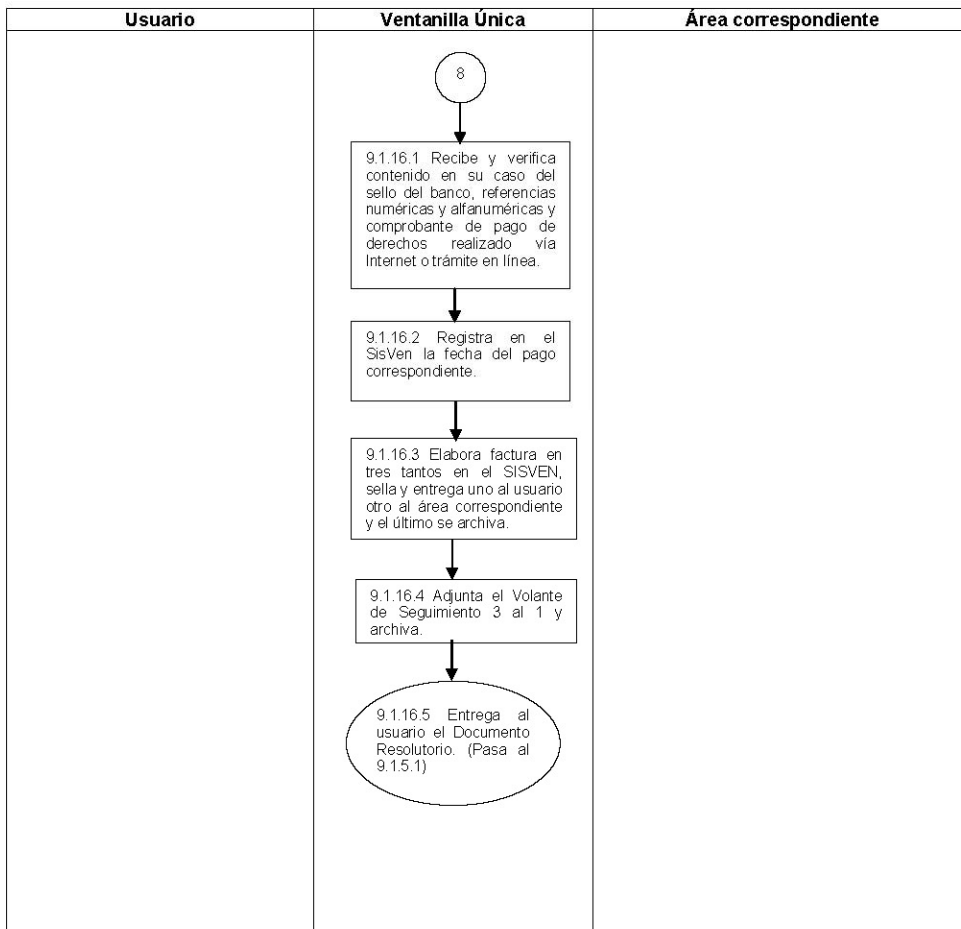 Usuario
Ventanilla Única
Área correspondiente
8
9.1.16.1 Recibe y verifica
contenido en su caso del
sello del banco, referencias
numéricas y alfanuméricas y
comprobante de pago de
derechos realizado vía
Internet o trámite en línea.
9.1.16.2 Registra en el
SisVen la fecha del pago
correspondiente.
9.1.16.3 Elabora factura en
tres tantos en el SISVEN,
sella y entrega uno al usuario
otro al área correspondiente
y el último se archiva.
9.1.16.4 Adjunta el Volante
de Seguimiento 3 al 1 y
archiva.
9.1.16.5 Entrega al
usuario el Documento
Resolutorio. (Pasa al
9.1.5.1)